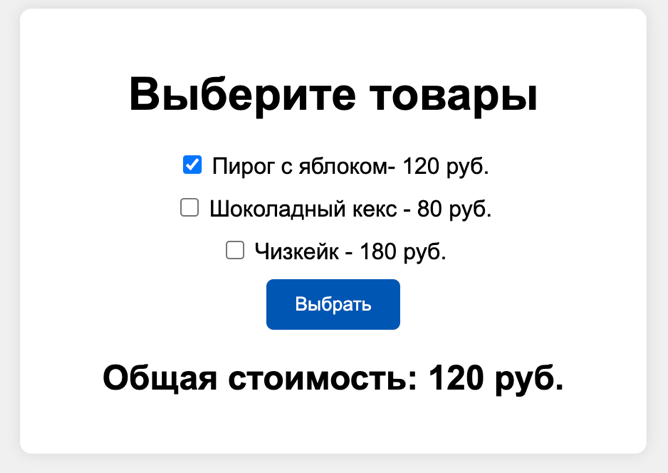 Выберите товары
Пирог с яблоком- 120 руб.
Шоколадный кекс - 80 руб.
Чизкейк - 180 руб.
Выбрать
Общая стоимость: 120 руб.